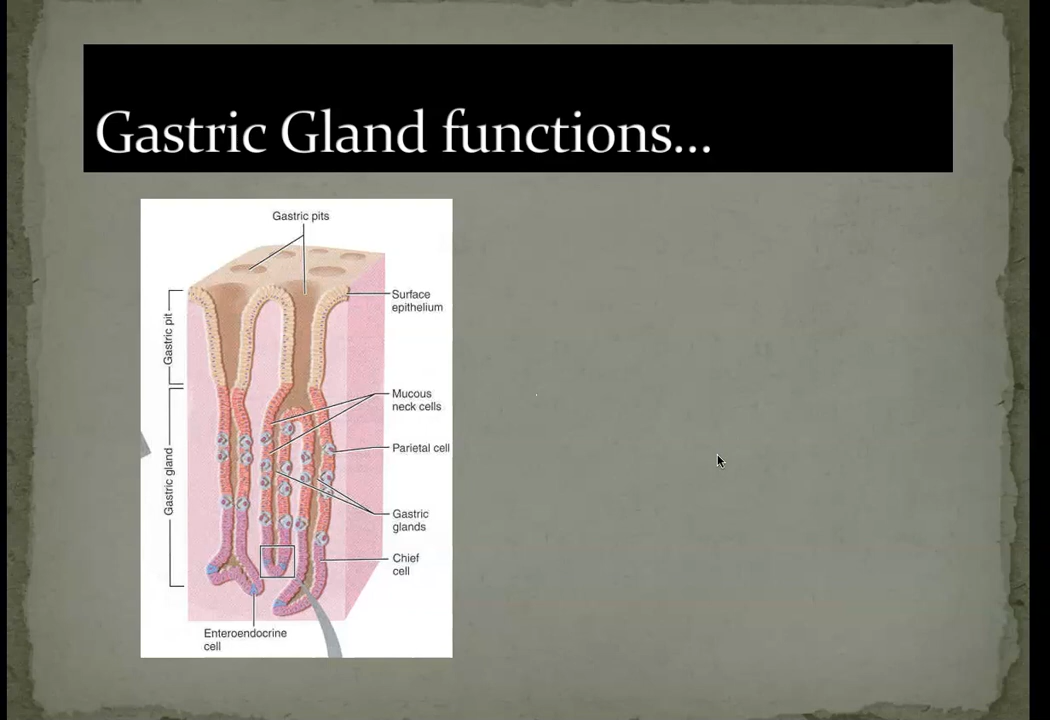 Gastric Gland functions...
Gastric pits
Surface
epithelium
Gastric pit
Mucous
neck cells
Parietal cell
Gastric gland
Gastric
glands
Chief
cell
Enteroendocrine
cell